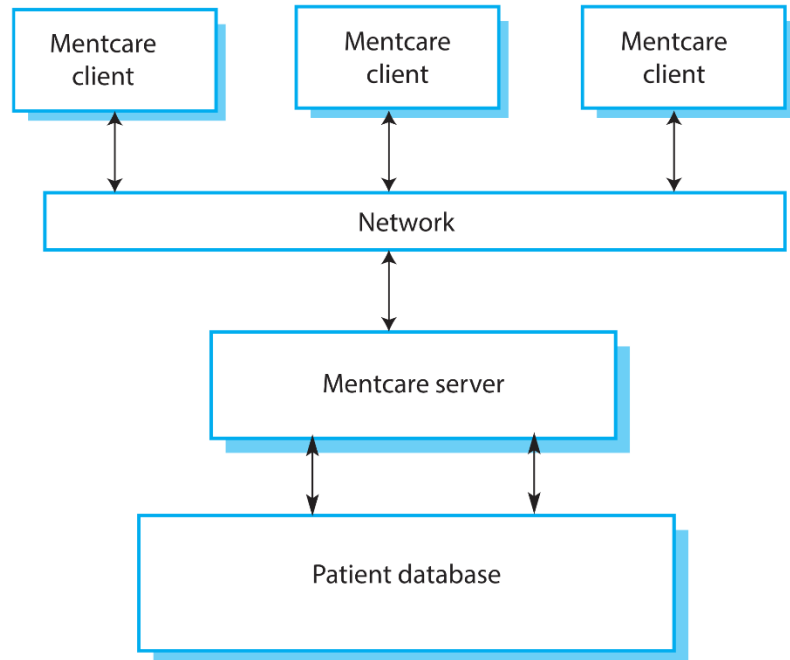 Mentcare
client
Mentcare
client
Mentcare
client
Network
Mentcare server
Patient database